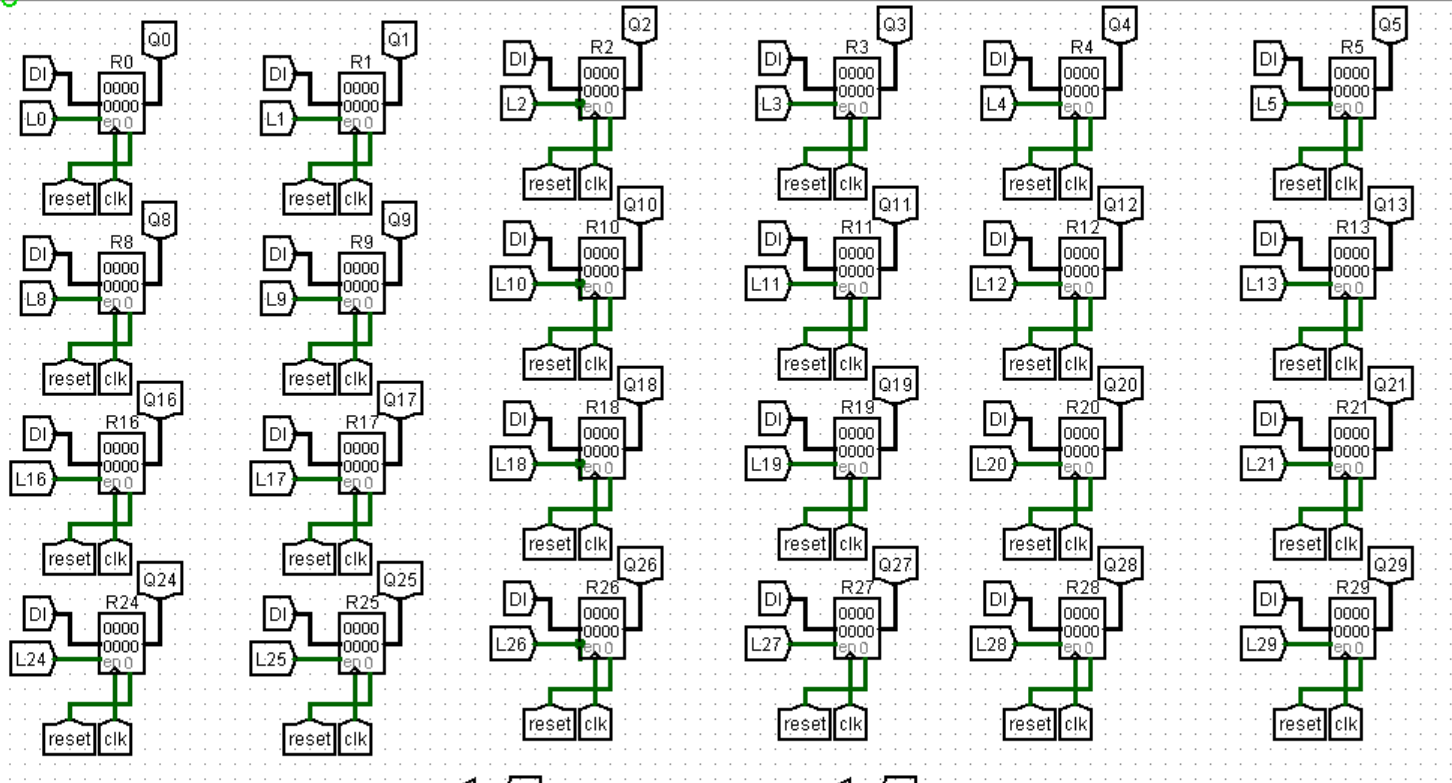 Q0 Q1 Q2 Q3 Q4 Q5
R0 R1 R2 R3 R4 R5
DI DI DI DI DI DI
0000 0000 0000 0000 0000 0000
0000 0000 0000 0000 0000 0000
L0 en 0 L1 en 0 L2 en 0 L3 en 0 L4 en 0 L5 en 0
reset clk reset clk reset clk reset clk reset clk reset clk
Q8 Q9 Q10 Q11 Q12 Q13
R8 R9 R10 R11 R12 R13
DI DI DI DI DI DI
0000 0000 0000 0000 0000 0000
0000 0000 0000 0000 0000 0000
L8 en 0 L9 en 0 L10 en 0 L11 en 0 L12 en 0 L13 en 0
reset clk reset clk reset clk reset clk reset clk reset clk
Q16 Q17 Q18 Q19 Q20 Q21
R16 R17 R18 R19 R20 R21
DI DI DI DI DI DI
0000 0000 0000 0000 0000 0000
0000 0000 0000 0000 0000 0000
L16 en 0 L17 en 0 L18 en 0 L19 en 0 L20 en 0 L21 en 0
reset clk reset clk reset clk reset clk reset clk reset clk
Q24 Q25 Q26 Q27 Q28 Q29
R24 R25 R26 R27 R28 R29
DI DI DI DI DI DI
0000 0000 0000 0000 0000 0000
0000 0000 0000 0000 0000 0000
L24 en 0 L25 en 0 L26 en 0 L27 en 0 L28 en 0 L29 en 0
reset clk reset clk reset clk reset clk reset clk reset clk